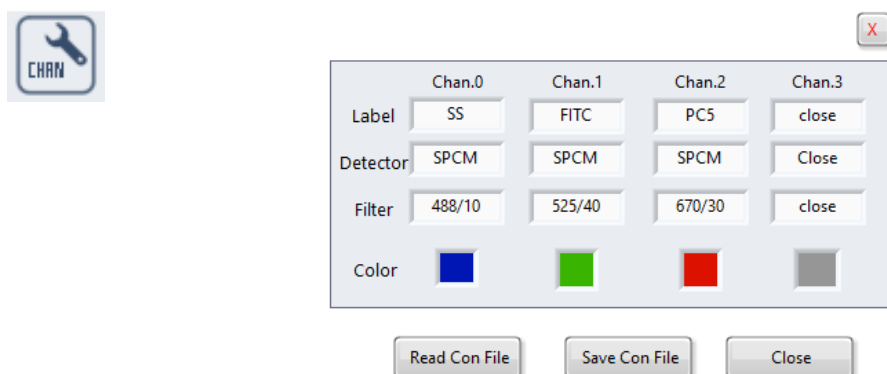 CHAN
X
Chan.0 Chan.1 Chan.2 Chan.3
Label SS FITC PC5 close
Detector SPCM SPCM SPCM Close
Filter 488/10 525/40 670/30 close
Color
Read Con File Save Con File Close